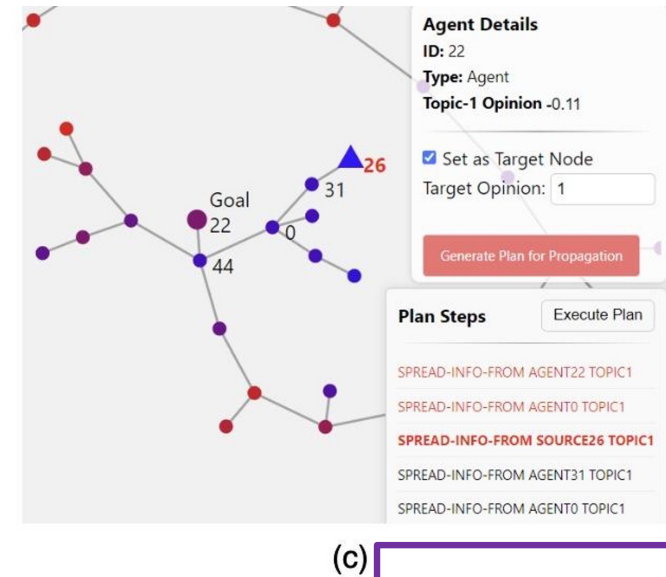 Agent Details
ID: 22
Type: Agent
Topic-1 Opinion -0.11
Set as Target Node
Target Opinion: 1
Generate Plan for Propagation
26
31
Goal
22
0
44
Plan Steps
Execute Plan
SPREAD-INFO-FROM AGENT22 TOPIC1
SPREAD-INFO-FROM AGENT0 TOPIC1
SPREAD-INFO-FROM SOURCE26 TOPIC1
SPREAD-INFO-FROM AGENT31 TOPIC1
SPREAD-INFO-FROM AGENT0 TOPIC1
(c)